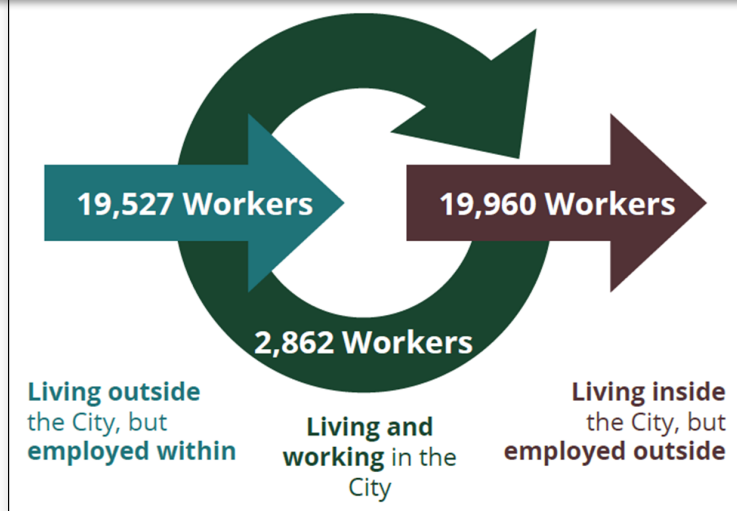 19,527 Workers
19,960 Workers
2,862 Workers
Living outside
the City, but
employed within
Living and
working in the
City
Living inside
the City, but
employed outside